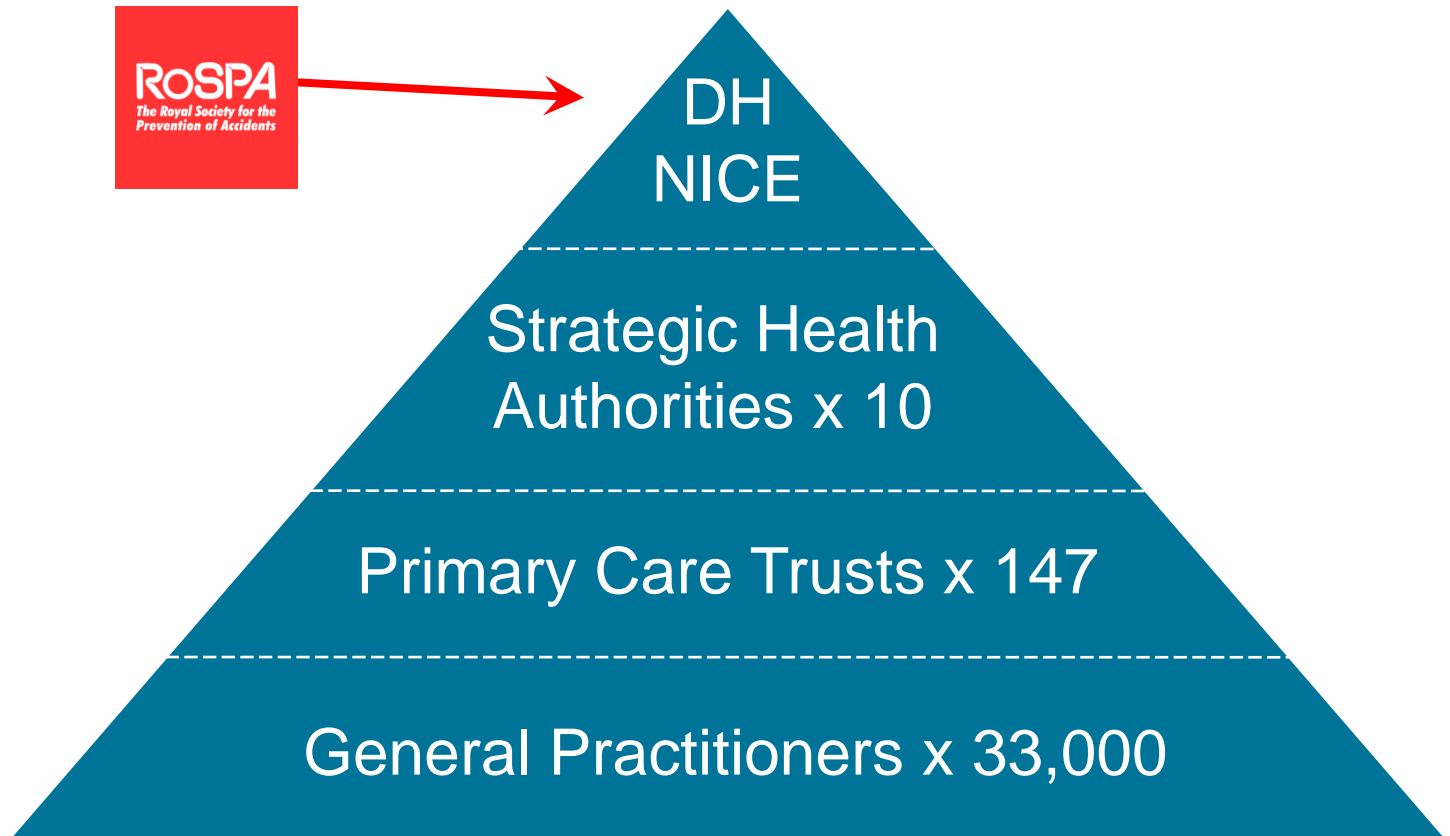 RoSPA
The Royal Society for the
Prevention of Accidents
DH
NICE
Strategic Health
Authorities x 10
Primary Care Trusts x 147
General Practitioners x 33,000